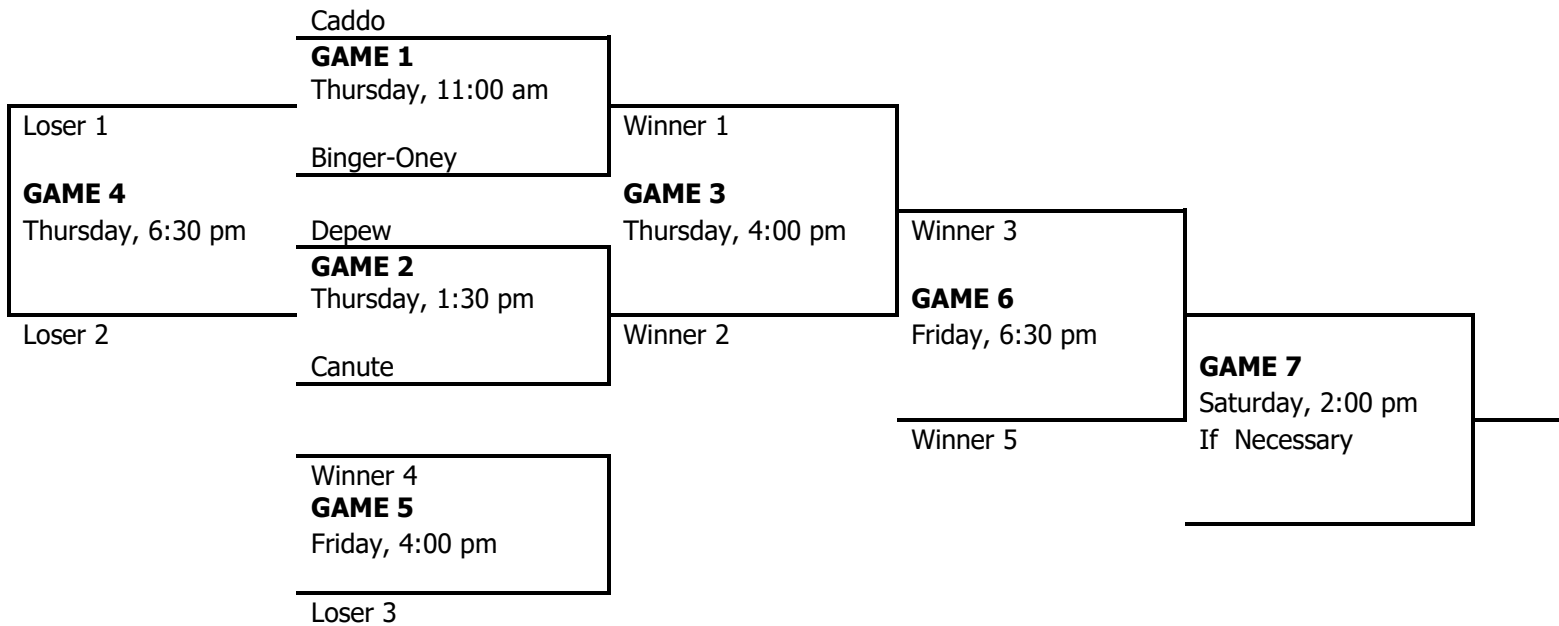 Caddo
GAME 1
Thursday, 11:00 am
Binger-Oney
Loser 1
GAME 4
Thursday, 6:30 pm
Loser 2
Depew
GAME 2
Thursday, 1:30 pm
Canute
Winner 1
GAME 3
Thursday, 4:00 pm
Winner 2
Winner 4
GAME 5
Friday, 4:00 pm
Loser 3
Winner 3
GAME 6
Friday, 6:30 pm
Winner 5
GAME 7
Saturday, 2:00 pm
If Necessary